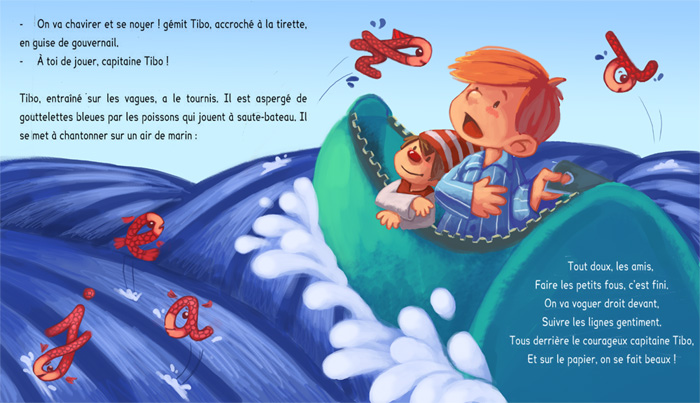 - On va chavirer et se noyer ! gémit Tibo, accroché à la tirette,
en guise de gouvernail.
- À toi de jouer, capitaine Tibo !
Tibo, entraîné sur les vagues, a le tournis. Il est aspergé de
gouttelettes bleues par les poissons qui jouent à saute-bateau. Il
se met à chantonner sur un air de marin :
k
d
e
a
j
Tout doux, les amis,
Faire les petits fous, c'est fini,
On va voguer droit devant,
Suivre les lignes gentiment.
Tous derrière le courageux capitaine Tibo,
Et sur le papier, on se fait beaux !